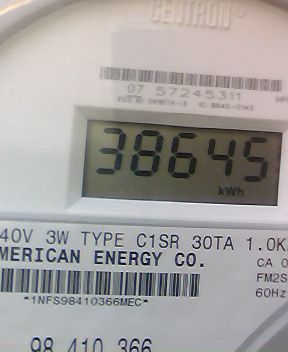 CENTRON®
07 57245311
38645
kWh
40V 3W TYPE C1SR 30TA 1.0K
MERICAN ENERGY CO.
CA 0
FM2S
60Hz
*1NFS98410366MEC*
98 410 366